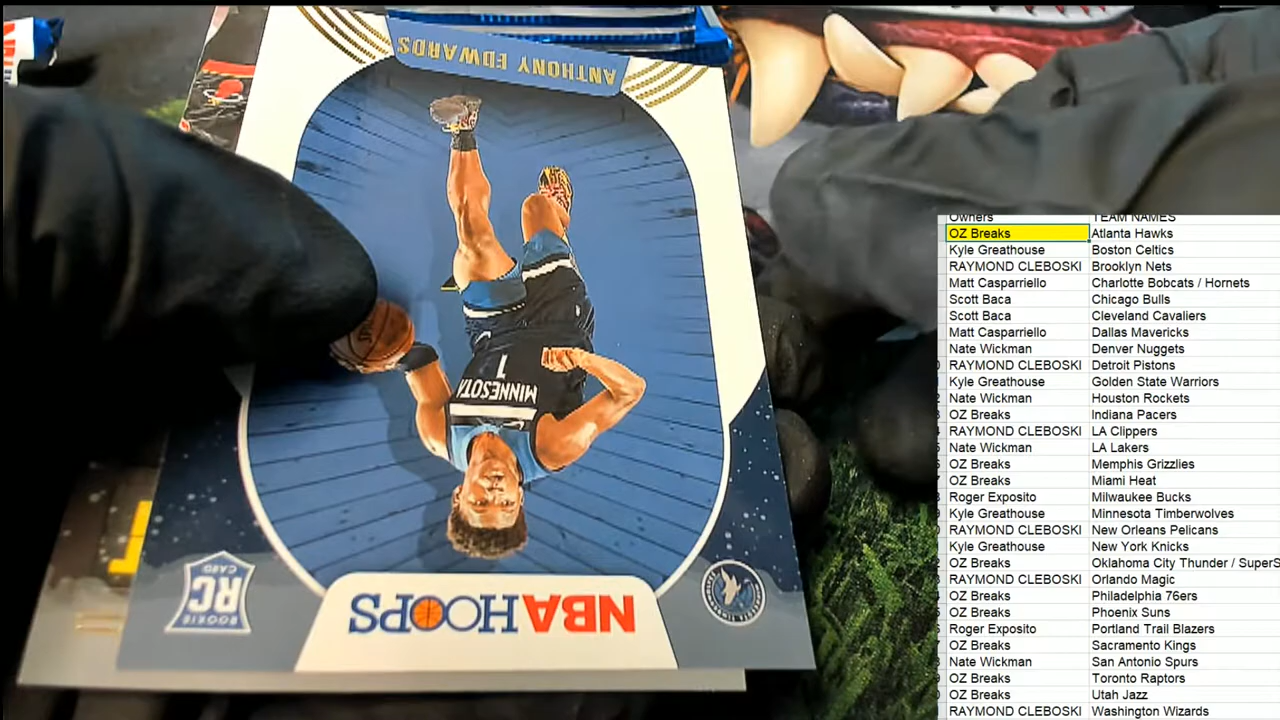 ANTHONY EDWARDS
MINNESOTA
1
RC
ROOKIE CARD
NBA HOOPS
Owners TEAM NAMES
OZ Breaks Atlanta Hawks
Kyle Greathouse Boston Celtics
RAYMOND CLEBOSKI Brooklyn Nets
Matt Casparriello Charlotte Bobcats / Hornets
Scott Baca Chicago Bulls
Scott Baca Cleveland Cavaliers
Matt Casparriello Dallas Mavericks
Nate Wickman Denver Nuggets
RAYMOND CLEBOSKI Detroit Pistons
Kyle Greathouse Golden State Warriors
Nate Wickman Houston Rockets
OZ Breaks Indiana Pacers
RAYMOND CLEBOSKI LA Clippers
Nate Wickman LA Lakers
OZ Breaks Memphis Grizzlies
OZ Breaks Miami Heat
Roger Exposito Milwaukee Bucks
Kyle Greathouse Minnesota Timberwolves
RAYMOND CLEBOSKI New Orleans Pelicans
Kyle Greathouse New York Knicks
OZ Breaks Oklahoma City Thunder / SuperS
RAYMOND CLEBOSKI Orlando Magic
OZ Breaks Philadelphia 76ers
OZ Breaks Phoenix Suns
Roger Exposito Portland Trail Blazers
OZ Breaks Sacramento Kings
Nate Wickman San Antonio Spurs
OZ Breaks Toronto Raptors
OZ Breaks Utah Jazz
RAYMOND CLEBOSKI Washington Wizards